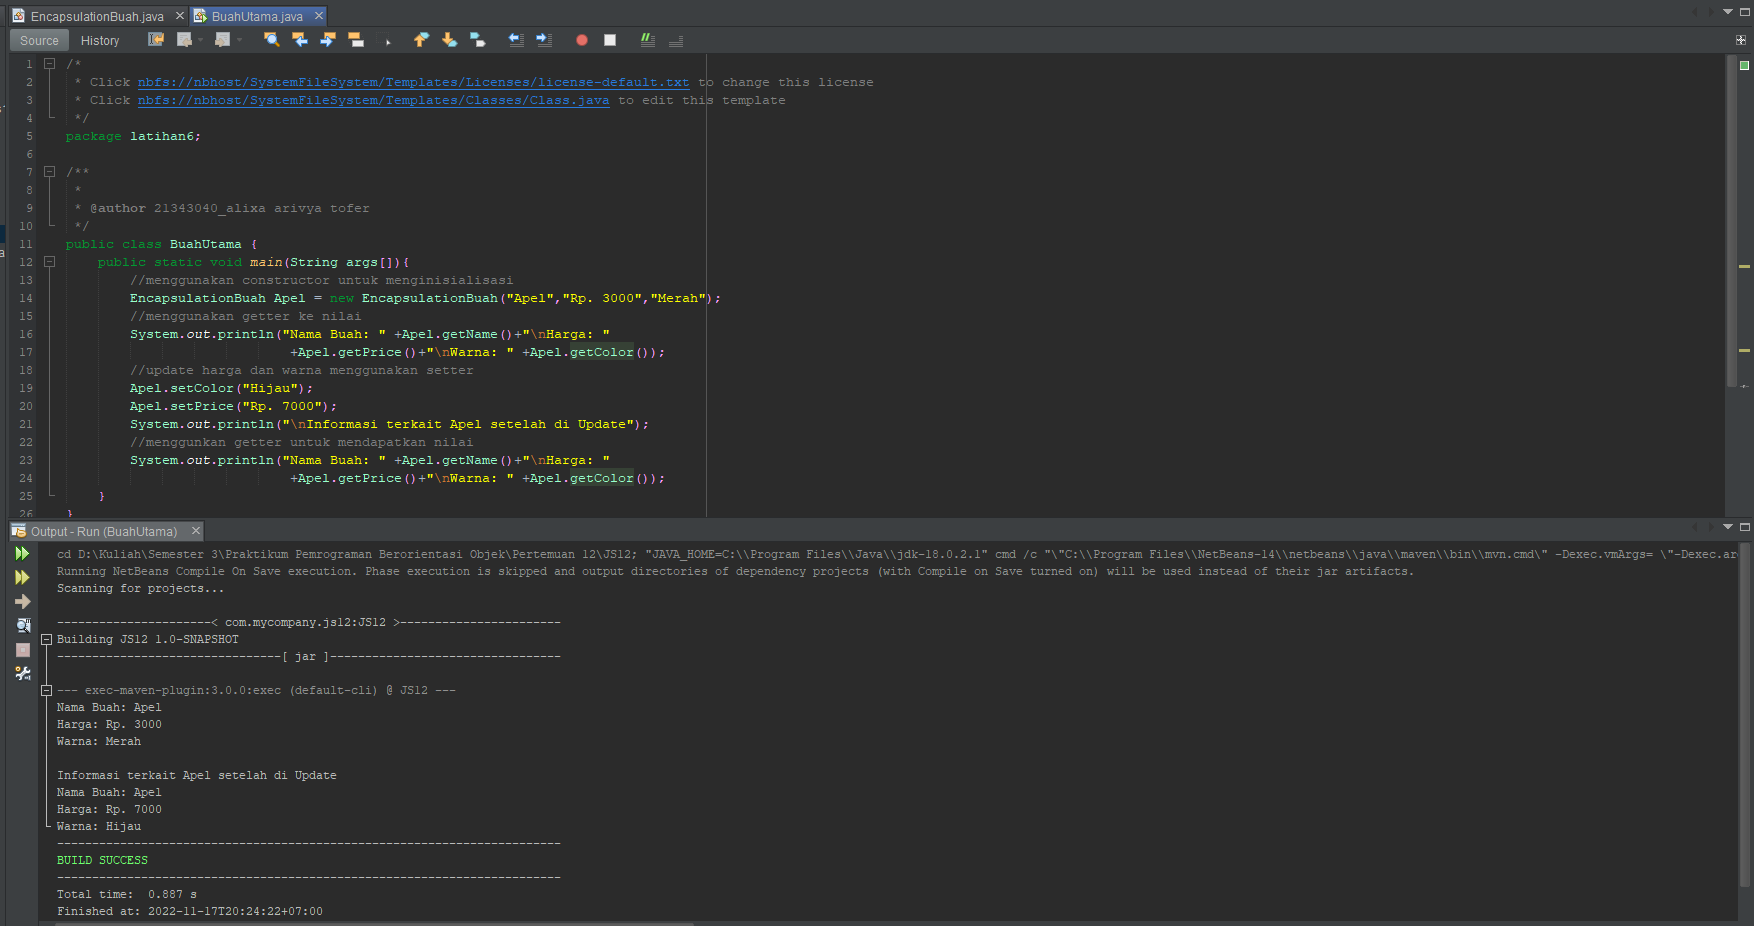 EncapsulationBuah.java
BuahUtama.java
Source History
1 /*
2 * Click nbfs://nbhost/SystemFileSystem/Templates/Licenses/license-default.txt to change this license
3 * Click nbfs://nbhost/SystemFileSystem/Templates/Classes/Class.java to edit this template
4 */
5 package latihan6;
6
7 /**
8 *
9 * @author 21343040_alixa arivya tofer
10 */
11 public class BuahUtama {
12 public static void main(String args[]){
13 //menggunakan constructor untuk menginisialisasi
14 EncapsulationBuah Apel = new EncapsulationBuah("Apel","Rp. 3000","Merah");
15 //menggunakan getter ke nilai
16 System.out.println("Nama Buah: " +Apel.getName()+"\nHarga: "
17 +Apel.getPrice()+"\nWarna: " +Apel.getColor());
18 //update harga dan warna menggunakan setter
19 Apel.setColor("Hijau");
20 Apel.setPrice("Rp. 7000");
21 System.out.println("\nInformasi terkait Apel setelah di Update");
22 //menggunkan getter untuk mendapatkan nilai
23 System.out.println("Nama Buah: " +Apel.getName()+"\nHarga: "
24 +Apel.getPrice()+"\nWarna: " +Apel.getColor());
25 }
26 }
Output - Run (BuahUtama)
cd D:\Kuliah\Semester 3\Praktikum Pemrograman Berorientasi Objek\Pertemuan 12\JS12; "JAVA_HOME=C:\\Program Files\\Java\\jdk-18.0.2.1" cmd /c "\"C:\\Program Files\\NetBeans-14\\netbeans\\java\\maven\\bin\\mvn.cmd\" -Dexec.vmArgs= \"-Dexec.ar
Running NetBeans Compile On Save execution. Phase execution is skipped and output directories of dependency projects (with Compile on Save turned on) will be used instead of their jar artifacts.
Scanning for projects...
----------------------< com.mycompany.js12:JS12 >-----------------------
Building JS12 1.0-SNAPSHOT
--------------------------------[ jar ]---------------------------------
--- exec-maven-plugin:3.0.0:exec (default-cli) @ JS12 ---
Nama Buah: Apel
Harga: Rp. 3000
Warna: Merah
Informasi terkait Apel setelah di Update
Nama Buah: Apel
Harga: Rp. 7000
Warna: Hijau
------------------------------------------------------------------------
BUILD SUCCESS
------------------------------------------------------------------------
Total time:  0.887 s
Finished at: 2022-11-17T20:24:22+07:00